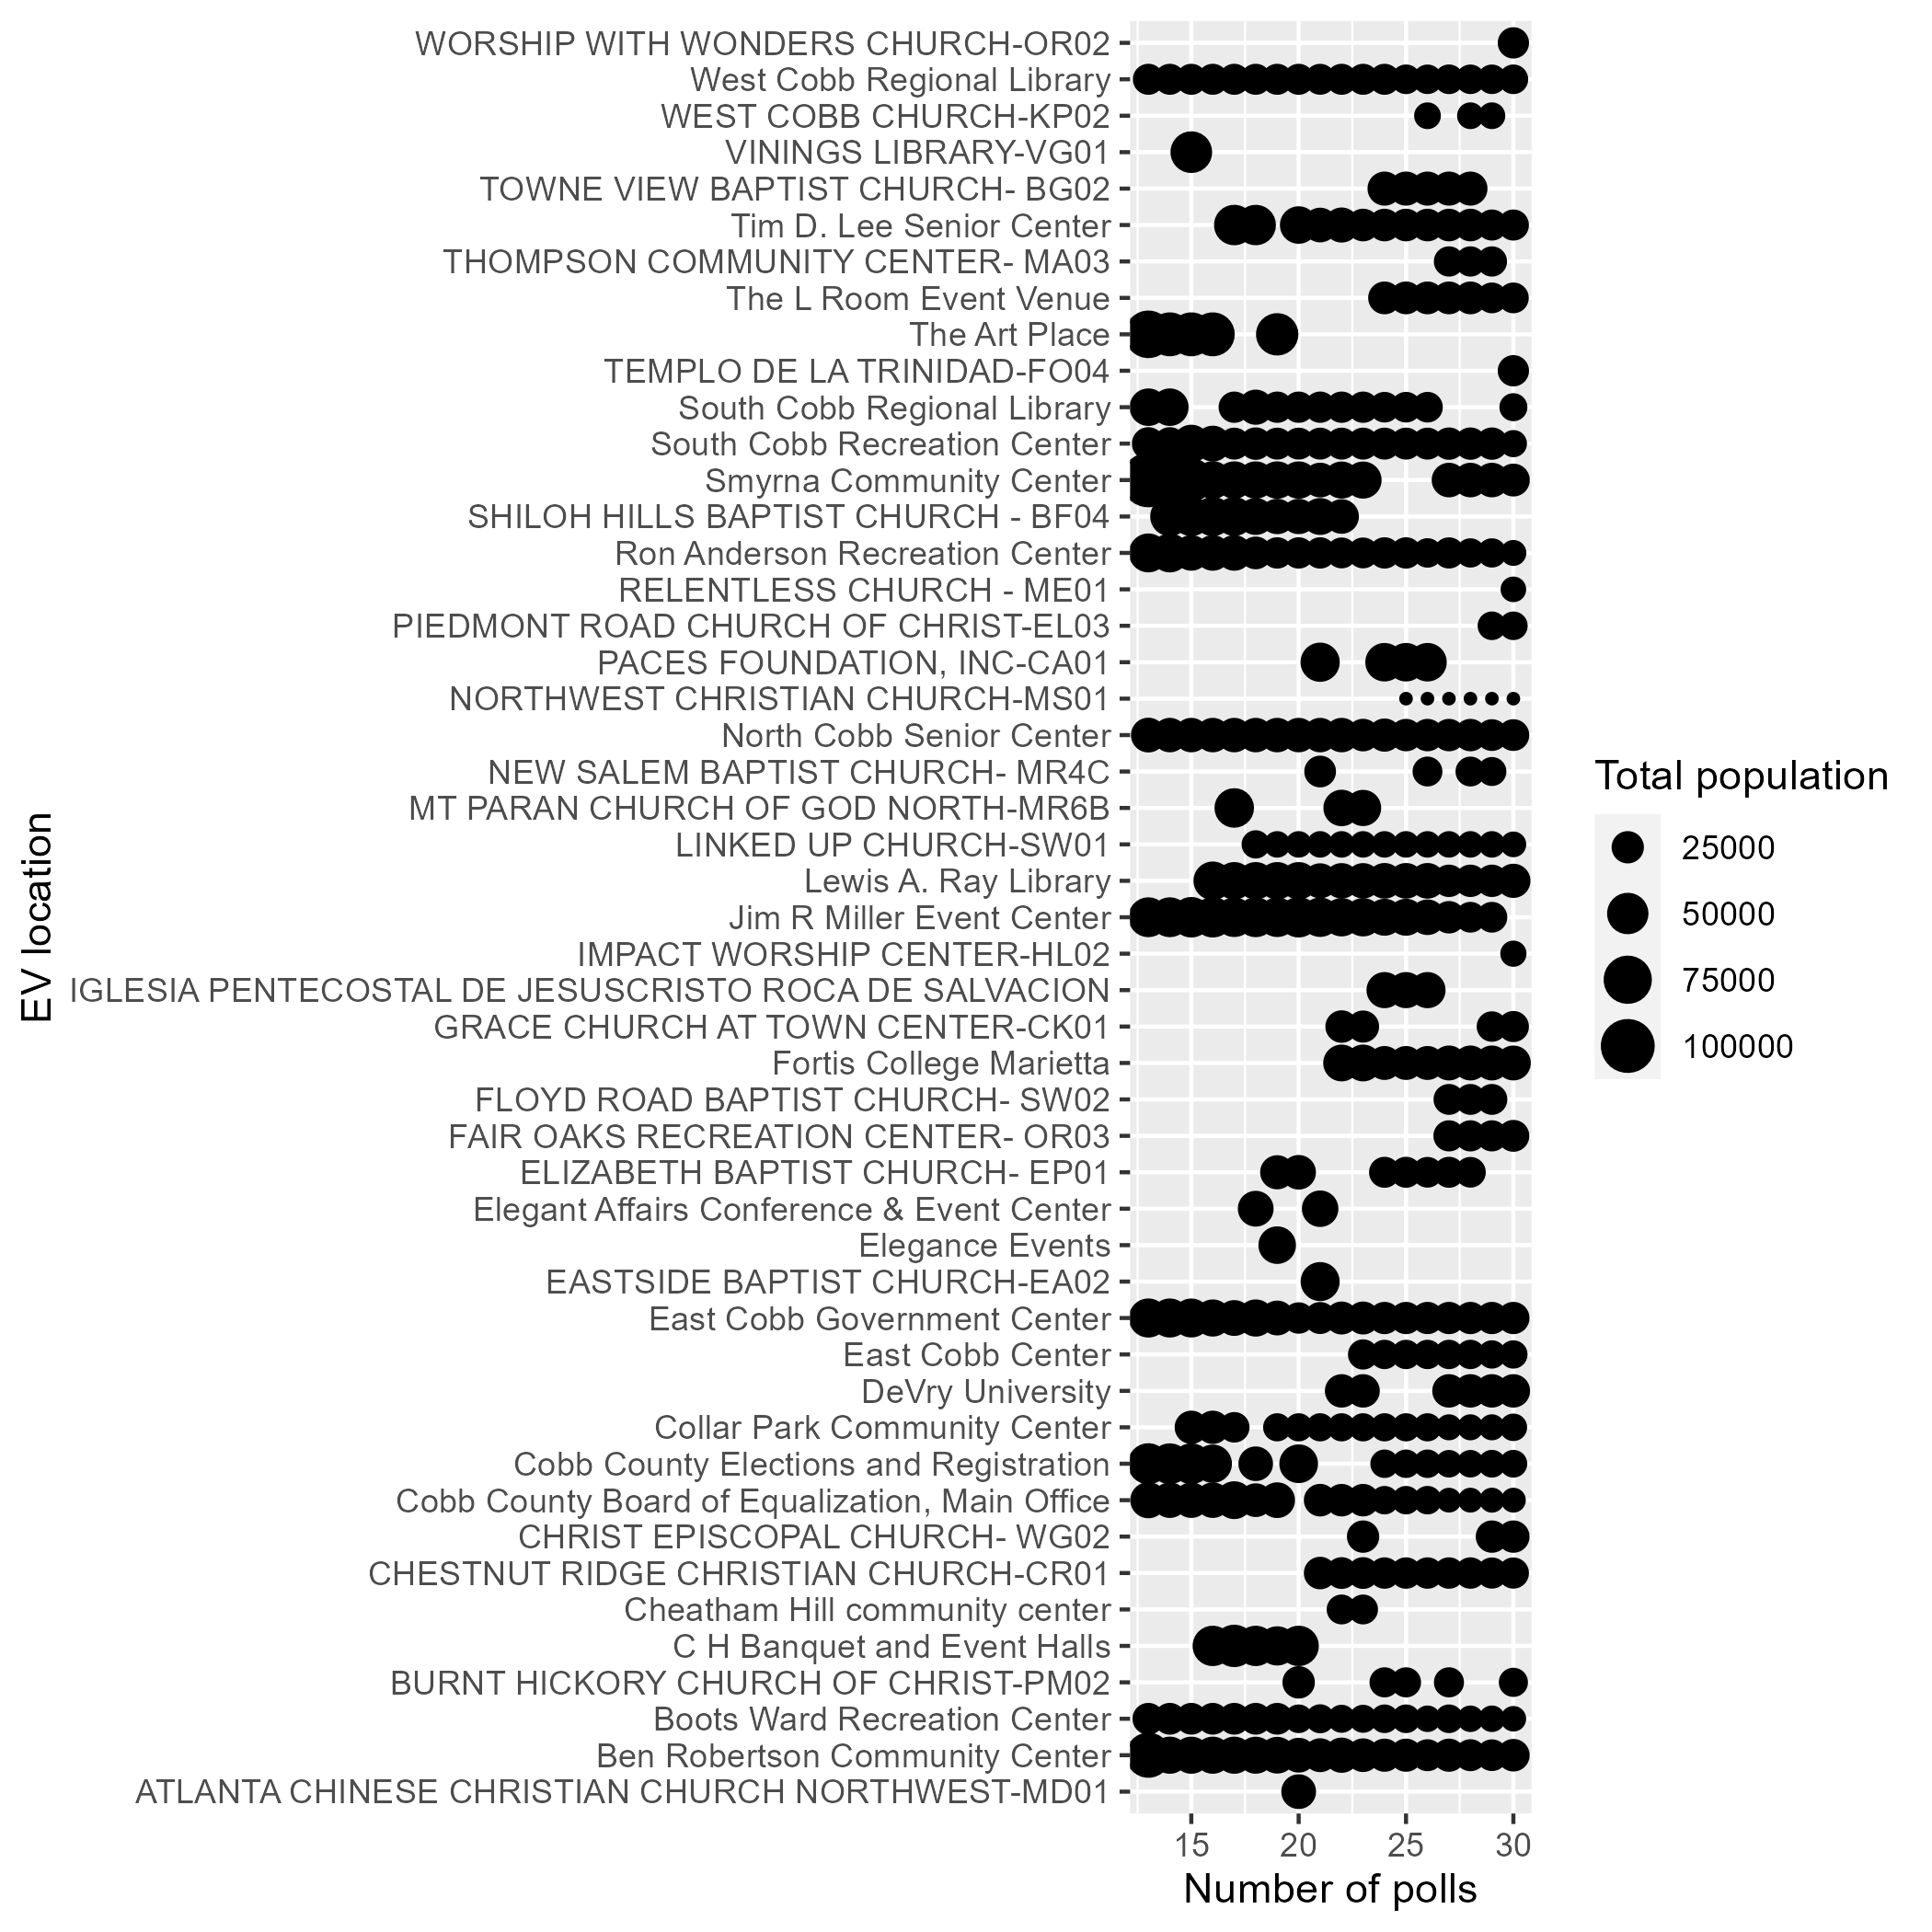 WORSHIP WITH WONDERS CHURCH-OR02
West Cobb Regional Library
WEST COBB CHURCH-KP02
VININGS LIBRARY-VG01
TOWNE VIEW BAPTIST CHURCH- BG02
Tim D. Lee Senior Center
THOMPSON COMMUNITY CENTER- MA03
The L Room Event Venue
The Art Place
TEMPLO DE LA TRINIDAD-FO04
South Cobb Regional Library
South Cobb Recreation Center
Smyrna Community Center
SHILOH HILLS BAPTIST CHURCH - BF04
Ron Anderson Recreation Center
RELENTLESS CHURCH - ME01
PIEDMONT ROAD CHURCH OF CHRIST-EL03
PACES FOUNDATION, INC-CA01
NORTHWEST CHRISTIAN CHURCH-MS01
North Cobb Senior Center
NEW SALEM BAPTIST CHURCH- MR4C
MT PARAN CHURCH OF GOD NORTH-MR6B
LINKED UP CHURCH-SW01
Lewis A. Ray Library
Jim R Miller Event Center
IMPACT WORSHIP CENTER-HL02
IGLESIA PENTECOSTAL DE JESUSCRISTO ROCA DE SALVACION
GRACE CHURCH AT TOWN CENTER-CK01
Fortis College Marietta
FLOYD ROAD BAPTIST CHURCH- SW02
FAIR OAKS RECREATION CENTER- OR03
ELIZABETH BAPTIST CHURCH- EP01
Elegant Affairs Conference & Event Center
Elegance Events
EASTSIDE BAPTIST CHURCH-EA02
East Cobb Government Center
East Cobb Center
DeVry University
Collar Park Community Center
Cobb County Elections and Registration
Cobb County Board of Equalization, Main Office
CHRIST EPISCOPAL CHURCH- WG02
CHESTNUT RIDGE CHRISTIAN CHURCH-CR01
Cheatham Hill community center
C H Banquet and Event Halls
BURNT HICKORY CHURCH OF CHRIST-PM02
Boots Ward Recreation Center
Ben Robertson Community Center
ATLANTA CHINESE CHRISTIAN CHURCH NORTHWEST-MD01
EV location
15 20 25 30
Number of polls
Total population
25000
50000
75000
100000